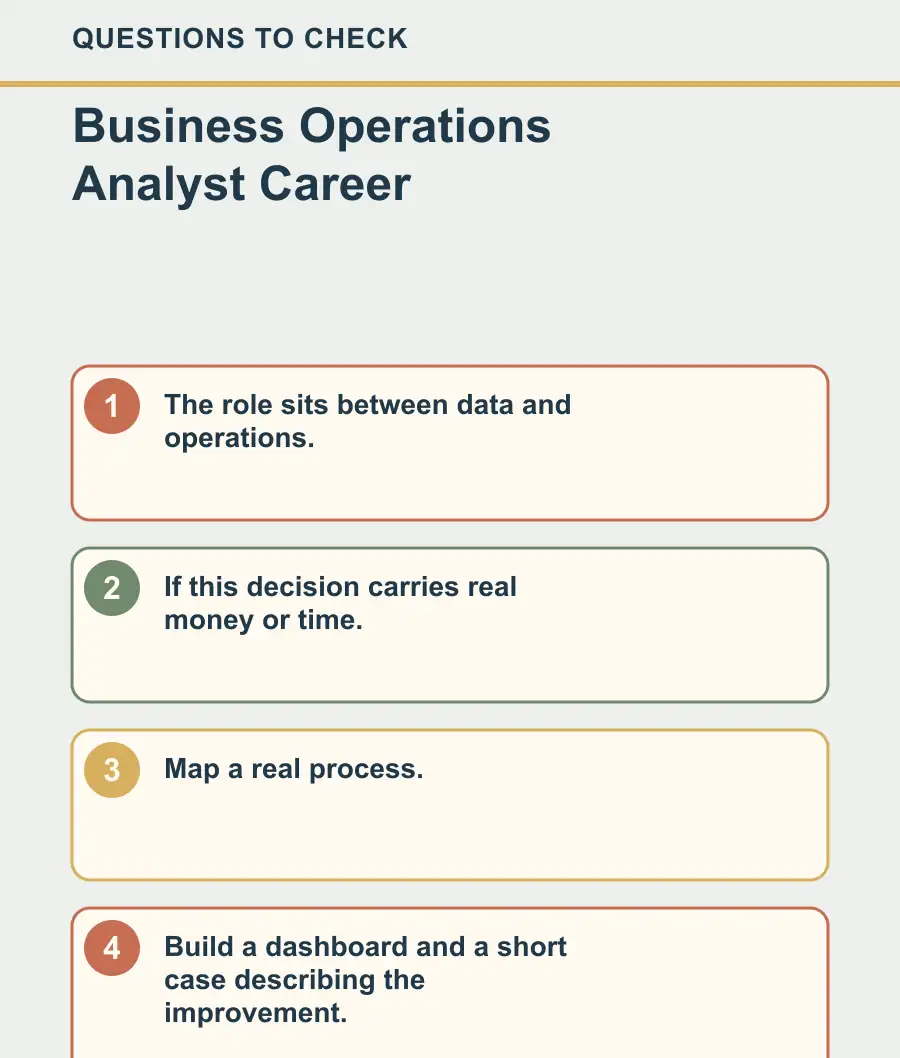 QUESTIONS TO CHECK
Business Operations
Analyst Career
1
The role sits between data and
operations.
2
If this decision carries real
money or time.
3
Map a real process.
4
Build a dashboard and a short
case describing the
improvement.